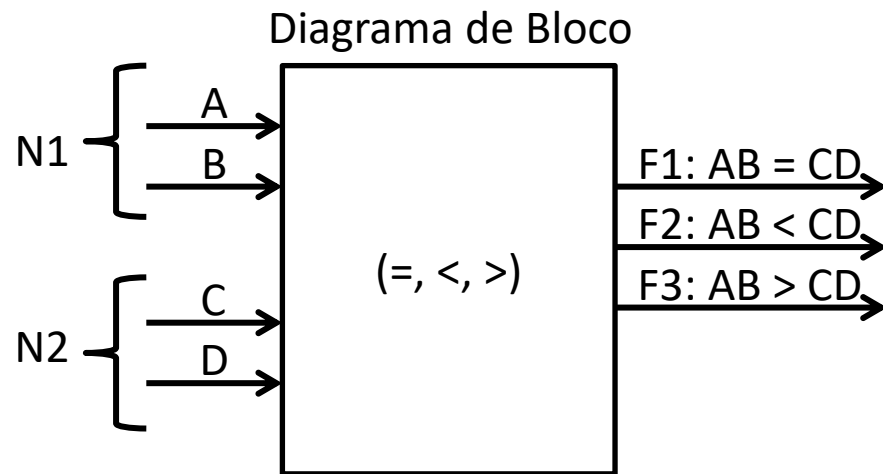 Diagrama de Bloco
N1
A
B
N2
C
D
(=, <, >)
F1: AB = CD
F2: AB < CD
F3: AB > CD